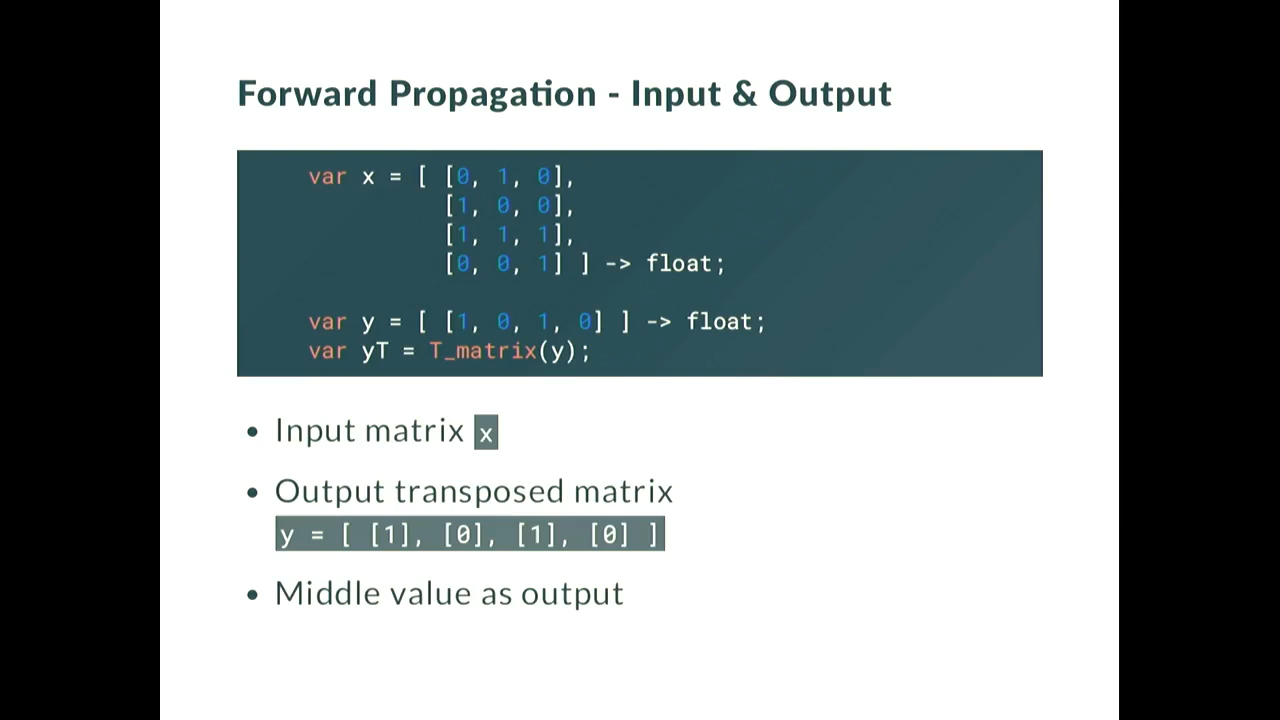 Forward Propagation - Input & Output
var x = [ [0, 1, 0],
[1, 0, 0],
[1, 1, 1],
[0, 0, 1] ] -> float;
var y = [ [1, 0, 1, 0] ] -> float;
var yT = T_matrix(y);
• Input matrix x
• Output transposed matrix
y = [ [1], [0], [1], [0] ]
• Middle value as output